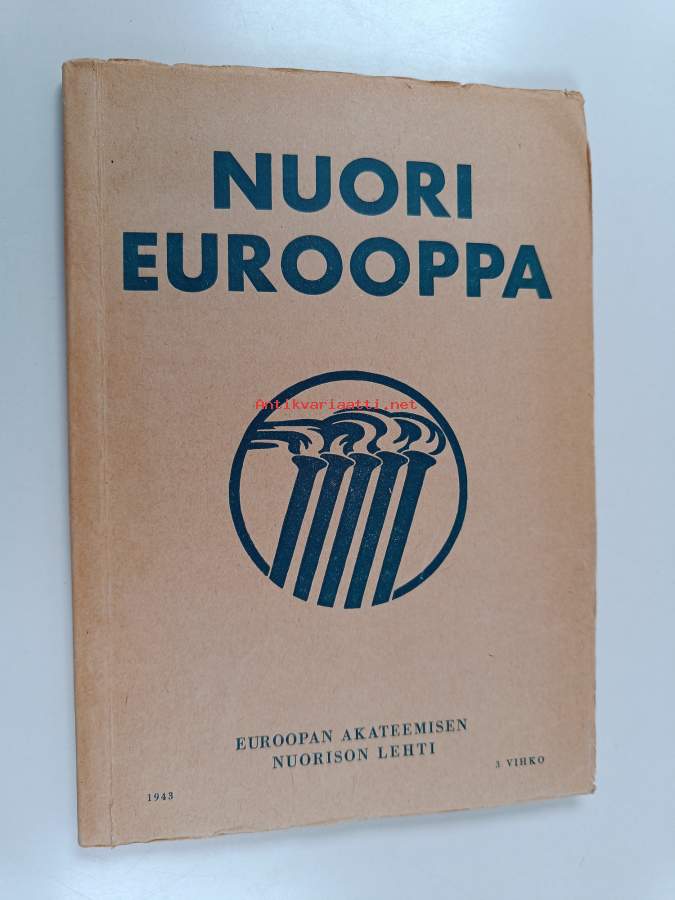 NUORI
EUROOPPA
Antikvariaatti.net
EUROOPAN AKATEEMISEN
NUORISON LEHTI
1943
3 VIHKO